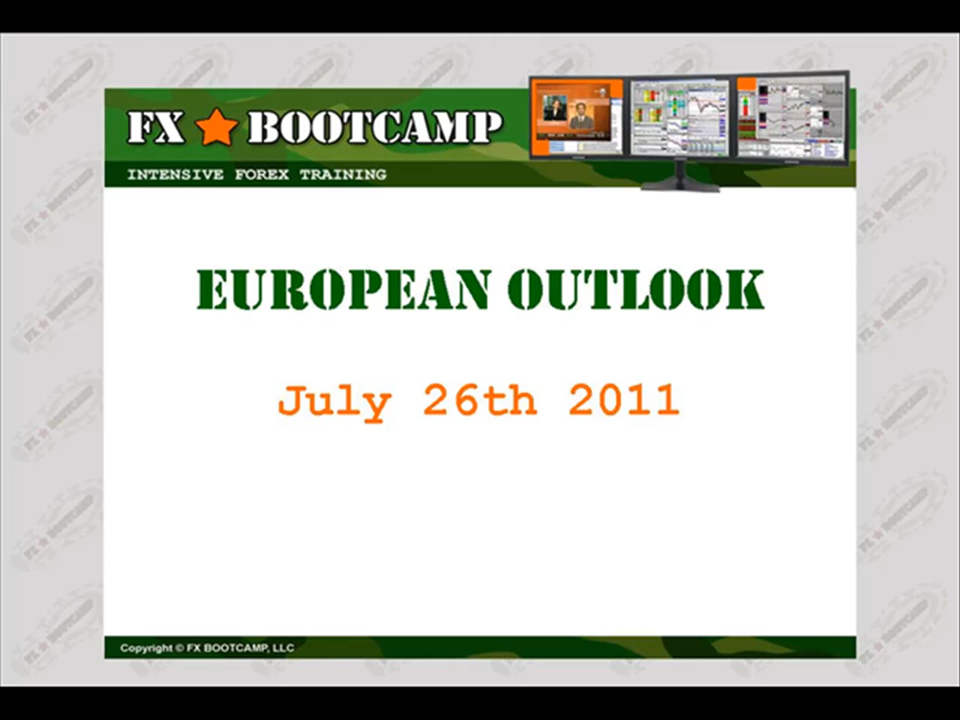 FX BOOTCAMP
INTENSIVE FOREX TRAINING
EUROPEAN OUTLOOK
July 26th 2011
Copyright © FX BOOTCAMP, LLC